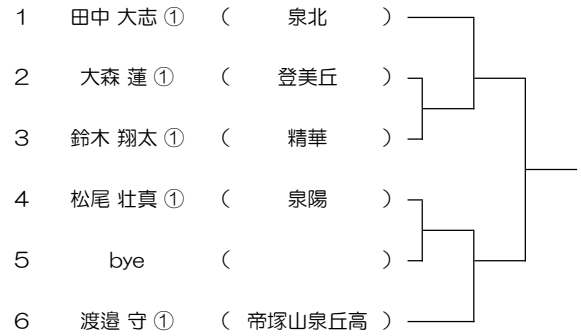 1 田中 大志 ① ( 泉北 )
2 大森 蓮 ① ( 登美丘 )
3 鈴木 翔太 ① ( 精華 )
4 松尾 壮真 ① ( 泉陽 )
5 bye ( )
6 渡邉 守 ① ( 帝塚山泉丘高 )